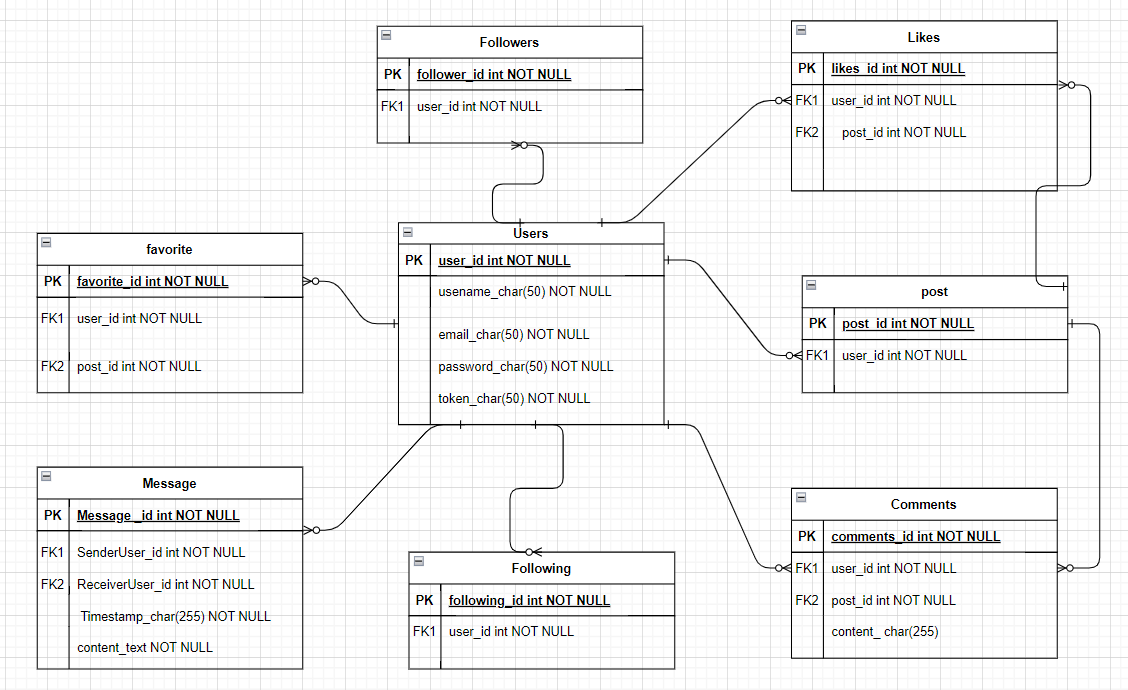 Followers
PK follower_id int NOT NULL
FK1 user_id int NOT NULL
Likes
PK likes_id int NOT NULL
FK1 user_id int NOT NULL
FK2 post_id int NOT NULL
favorite
PK favorite_id int NOT NULL
FK1 user_id int NOT NULL
FK2 post_id int NOT NULL
Users
PK user_id int NOT NULL
usename_char(50) NOT NULL
email_char(50) NOT NULL
password_char(50) NOT NULL
token_char(50) NOT NULL
post
PK post_id int NOT NULL
FK1 user_id int NOT NULL
Message
PK Message_id int NOT NULL
FK1 SenderUser_id int NOT NULL
FK2 ReceiverUser_id int NOT NULL
Timestamp_char(255) NOT NULL
content_text NOT NULL
Following
PK following_id int NOT NULL
FK1 user_id int NOT NULL
Comments
PK comments_id int NOT NULL
FK1 user_id int NOT NULL
FK2 post_id int NOT NULL
content_ char(255)